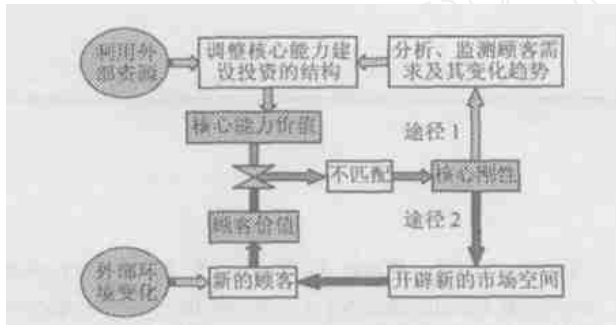 利用外
部资源
调整核心能力建
设投资的结构
分析、监测顾客需
求及其变化趋势
核心能力价值
途径 1
不匹配
核心刚性
顾客价值
途径 2
外部环
境变化
新的顾客
开辟新的市场空间